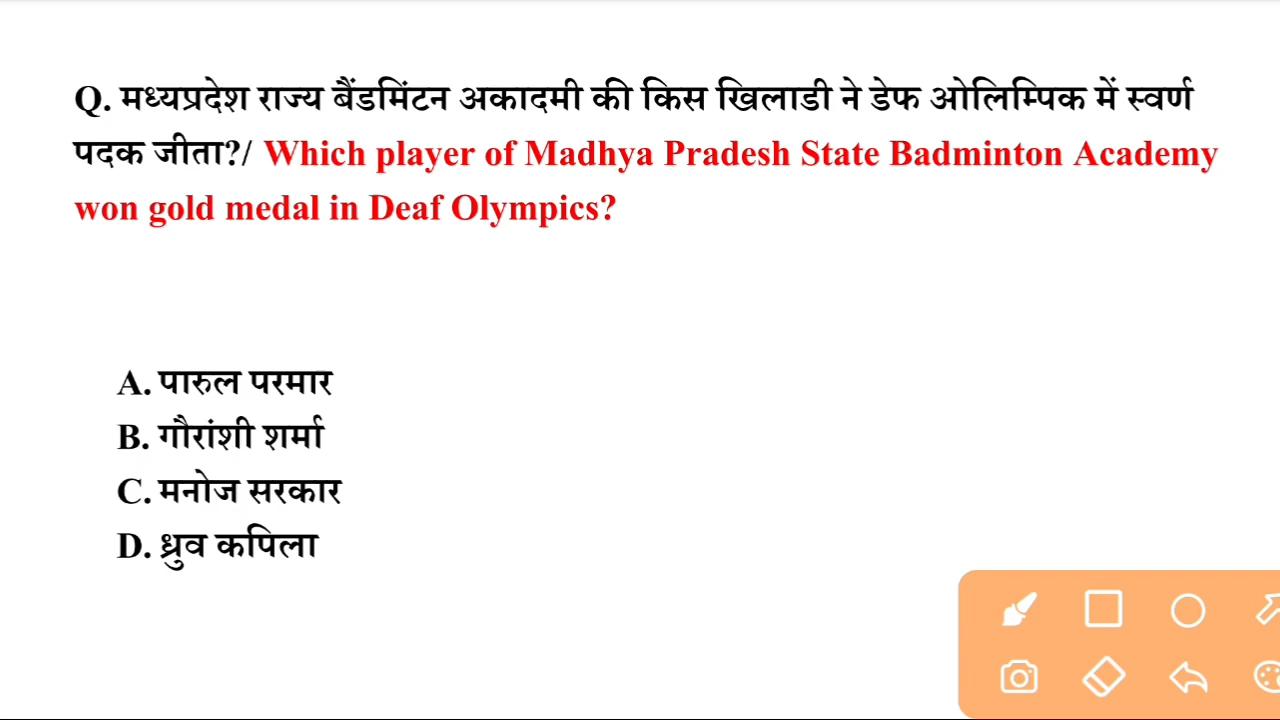 Q. मध्यप्रदेश राज्य बैंडमिंटन अकादमी की किस खिलाडी ने डेफ ओलिम्पिक में स्वर्ण
पदक जीता?/ Which player of Madhya Pradesh State Badminton Academy
won gold medal in Deaf Olympics?
A. पारुल परमार
B. गौरांशी शर्मा
C. मनोज सरकार
D. ध्रुव कपिला